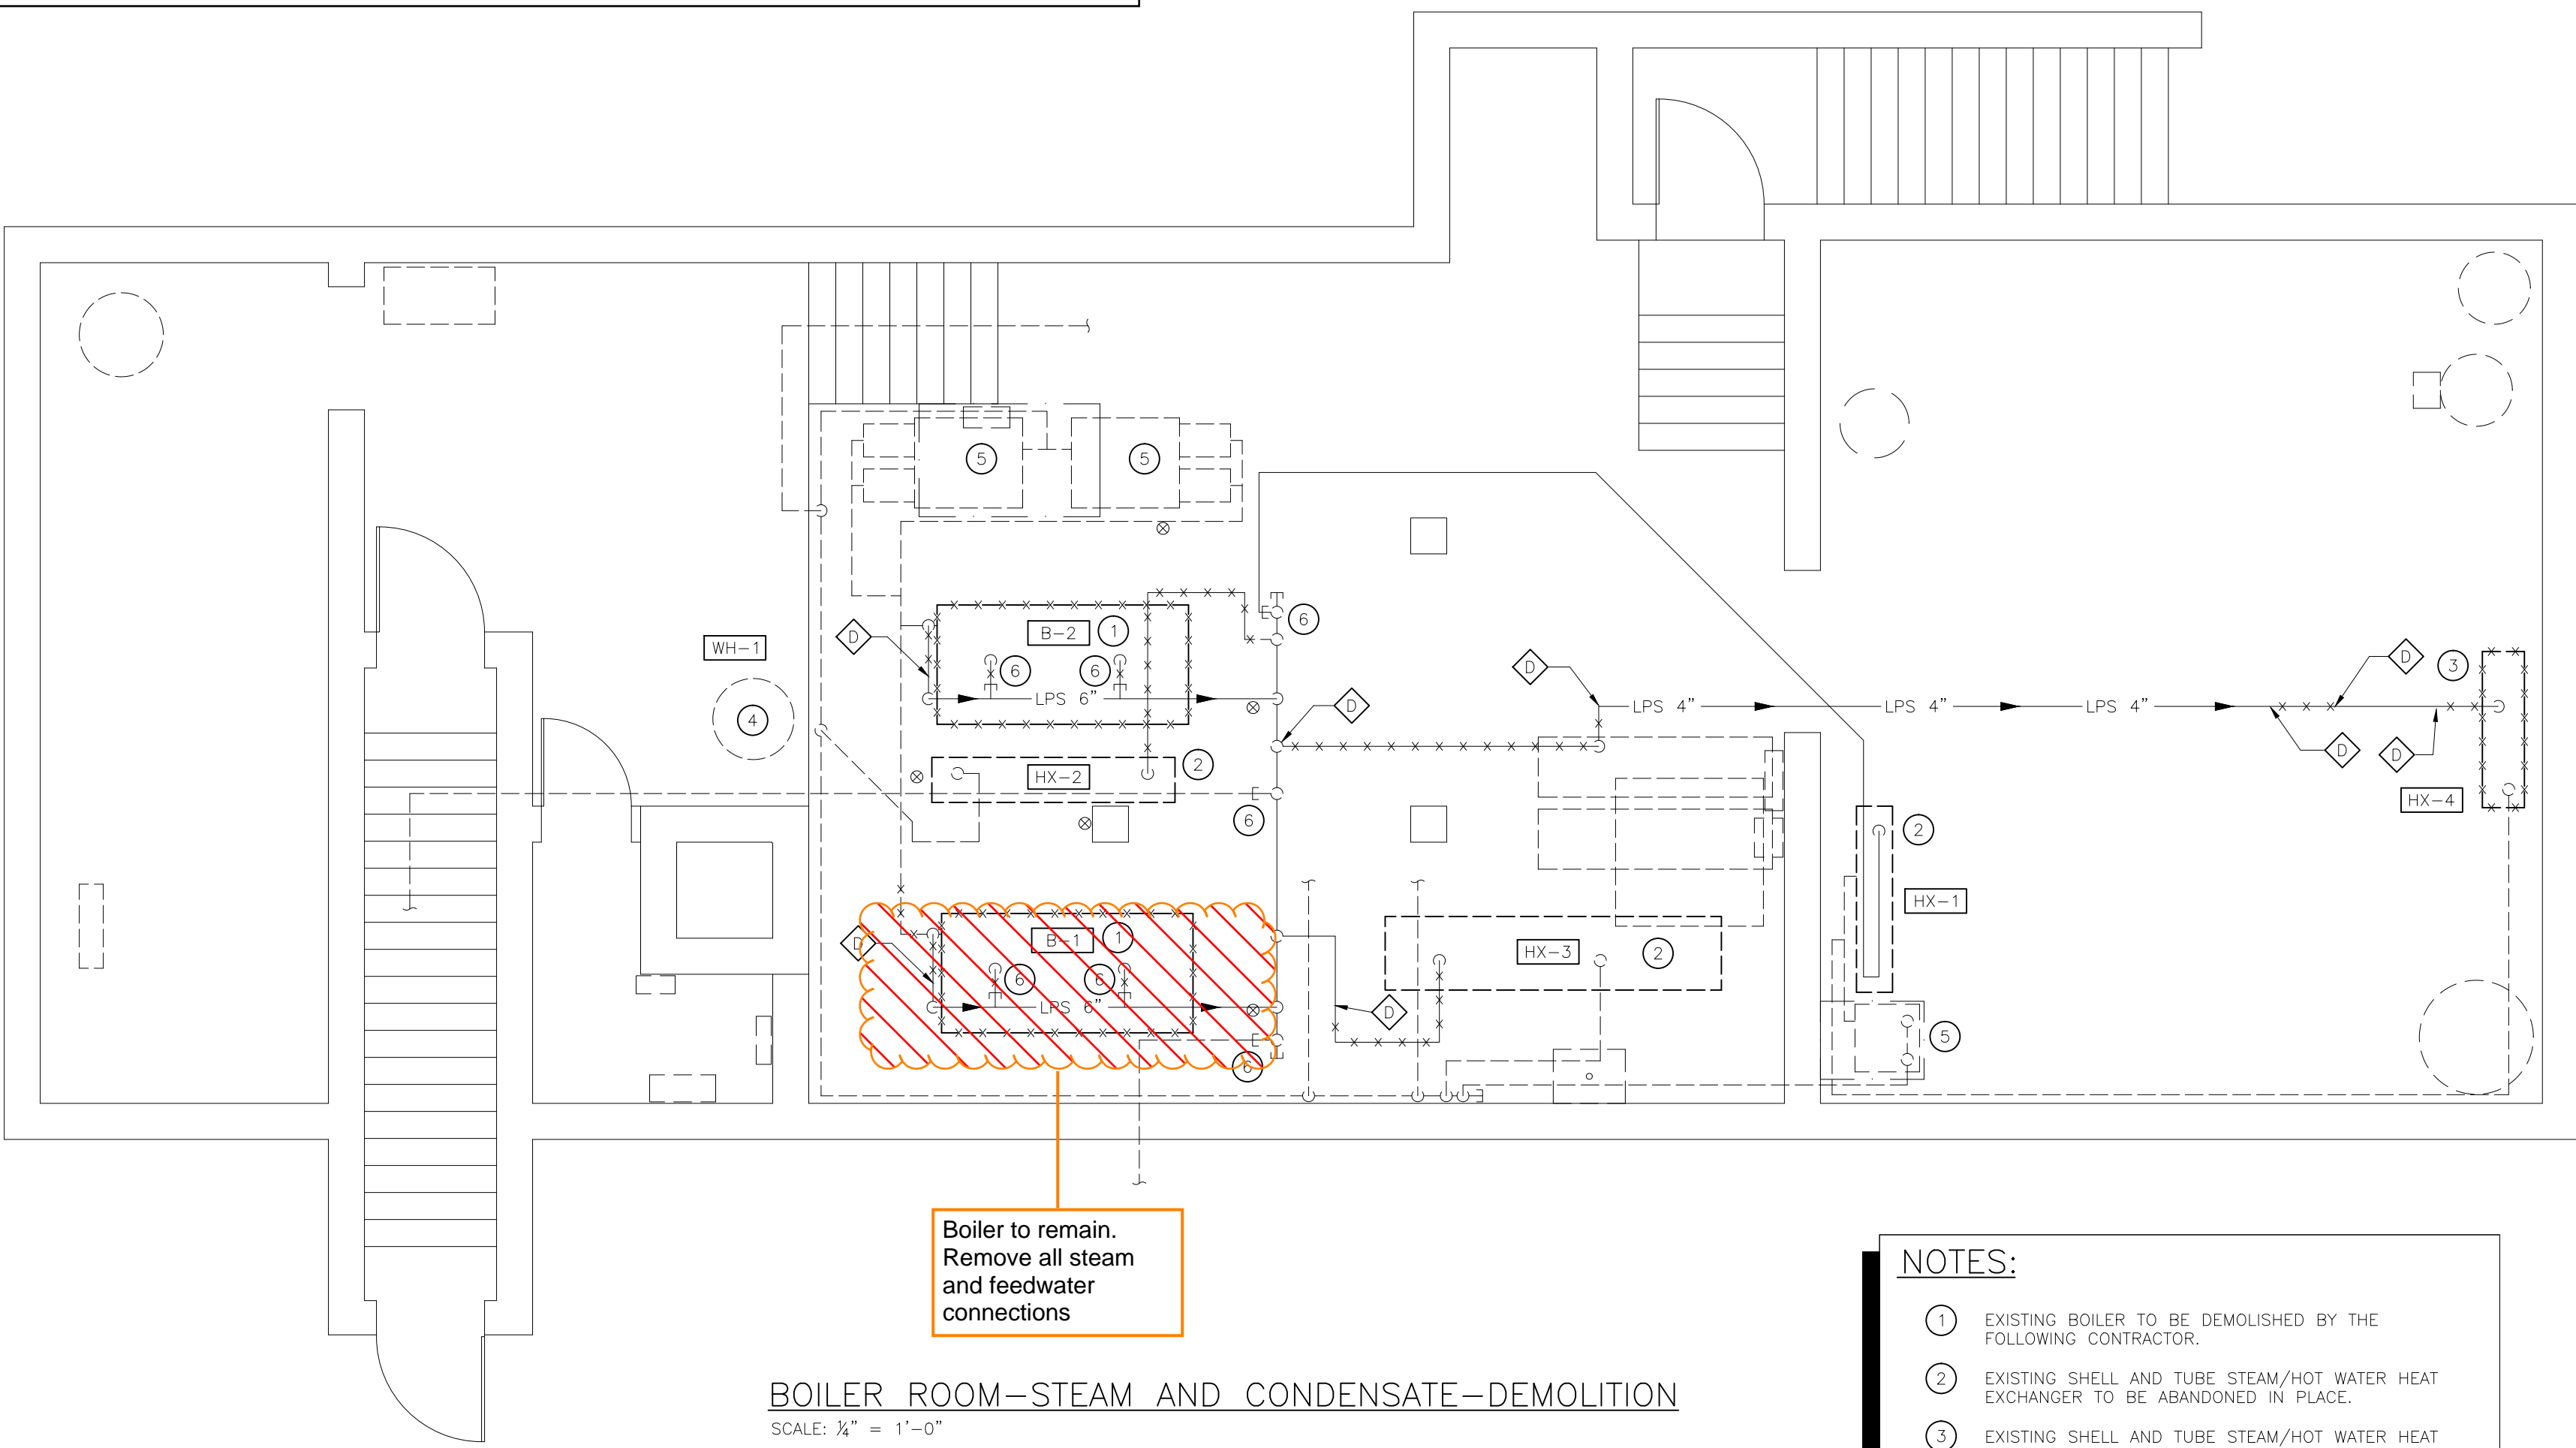 5
5
B-2
1
6
WH-1
D
6
6
D
D
3
LPS 6”
D
LPS 4”
LPS 4”
LPS 4”
4
D
D
HX-2
2
HX-4
E
E
6
2
HX-1
B-1
1
D
HX-3
2
6
6
LPS 6”
D
E
5
6
Boiler to remain.
Remove all steam
and feedwater
connections
NOTES:
1 EXISTING BOILER TO BE DEMOLISHED BY THE
FOLLOWING CONTRACTOR.
2 EXISTING SHELL AND TUBE STEAM/HOT WATER HEAT
EXCHANGER TO BE ABANDONED IN PLACE.
3 EXISTING SHELL AND TUBE STEAM/HOT WATER HEAT
BOILER ROOM–STEAM AND CONDENSATE–DEMOLITION
SCALE: ¼” = 1’–0”